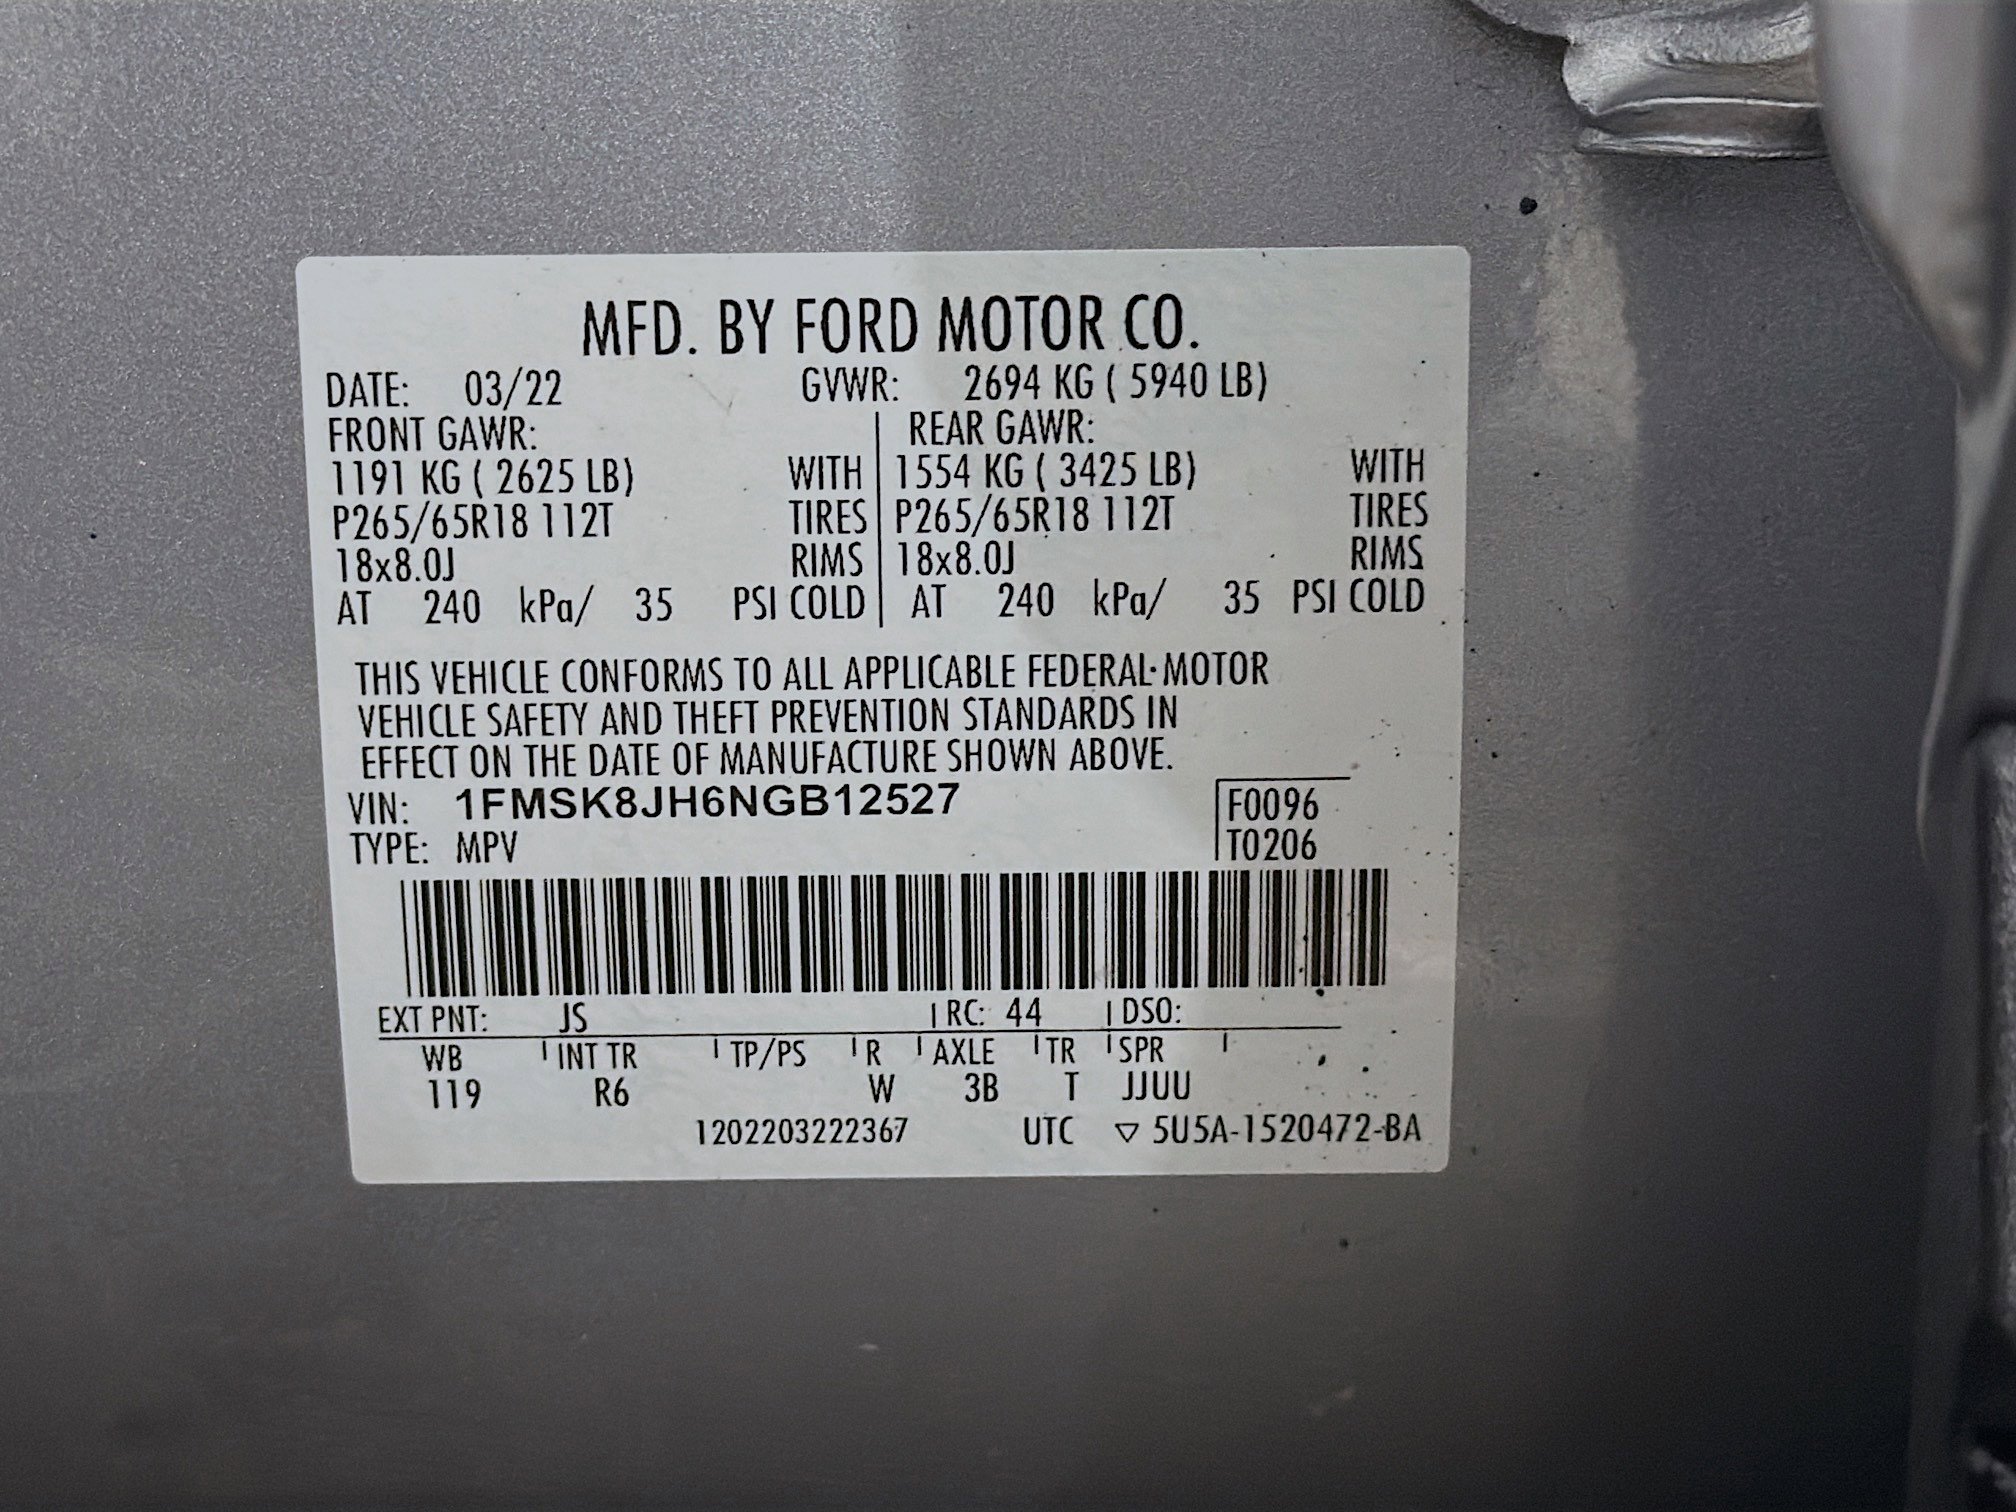 MFD. BY FORD MOTOR CO.
DATE: 03/22 GVWR: 2694 KG ( 5940 LB)
FRONT GAWR: REAR GAWR:
1191 KG ( 2625 LB) WITH 1554 KG ( 3425 LB) WITH
P265/65R18 112T TIRES P265/65R18 112T TIRES
18x8.0J RIMS 18x8.0J RIMS
AT 240 kPa/ 35 PSI COLD AT 240 kPa/ 35 PSI COLD
THIS VEHICLE CONFORMS TO ALL APPLICABLE FEDERAL MOTOR
VEHICLE SAFETY AND THEFT PREVENTION STANDARDS IN
EFFECT ON THE DATE OF MANUFACTURE SHOWN ABOVE.
VIN: 1FMSK8JH6NGB12527 F0096
TYPE: MPV T0206
EXT PNT: JS RC: 44 DSO:
WB INT TR TP/PS R AXLE TR SPR
119 R6 W 3B T JJUU
1202203222367 UTC ▽ 5U5A-1520472-BA